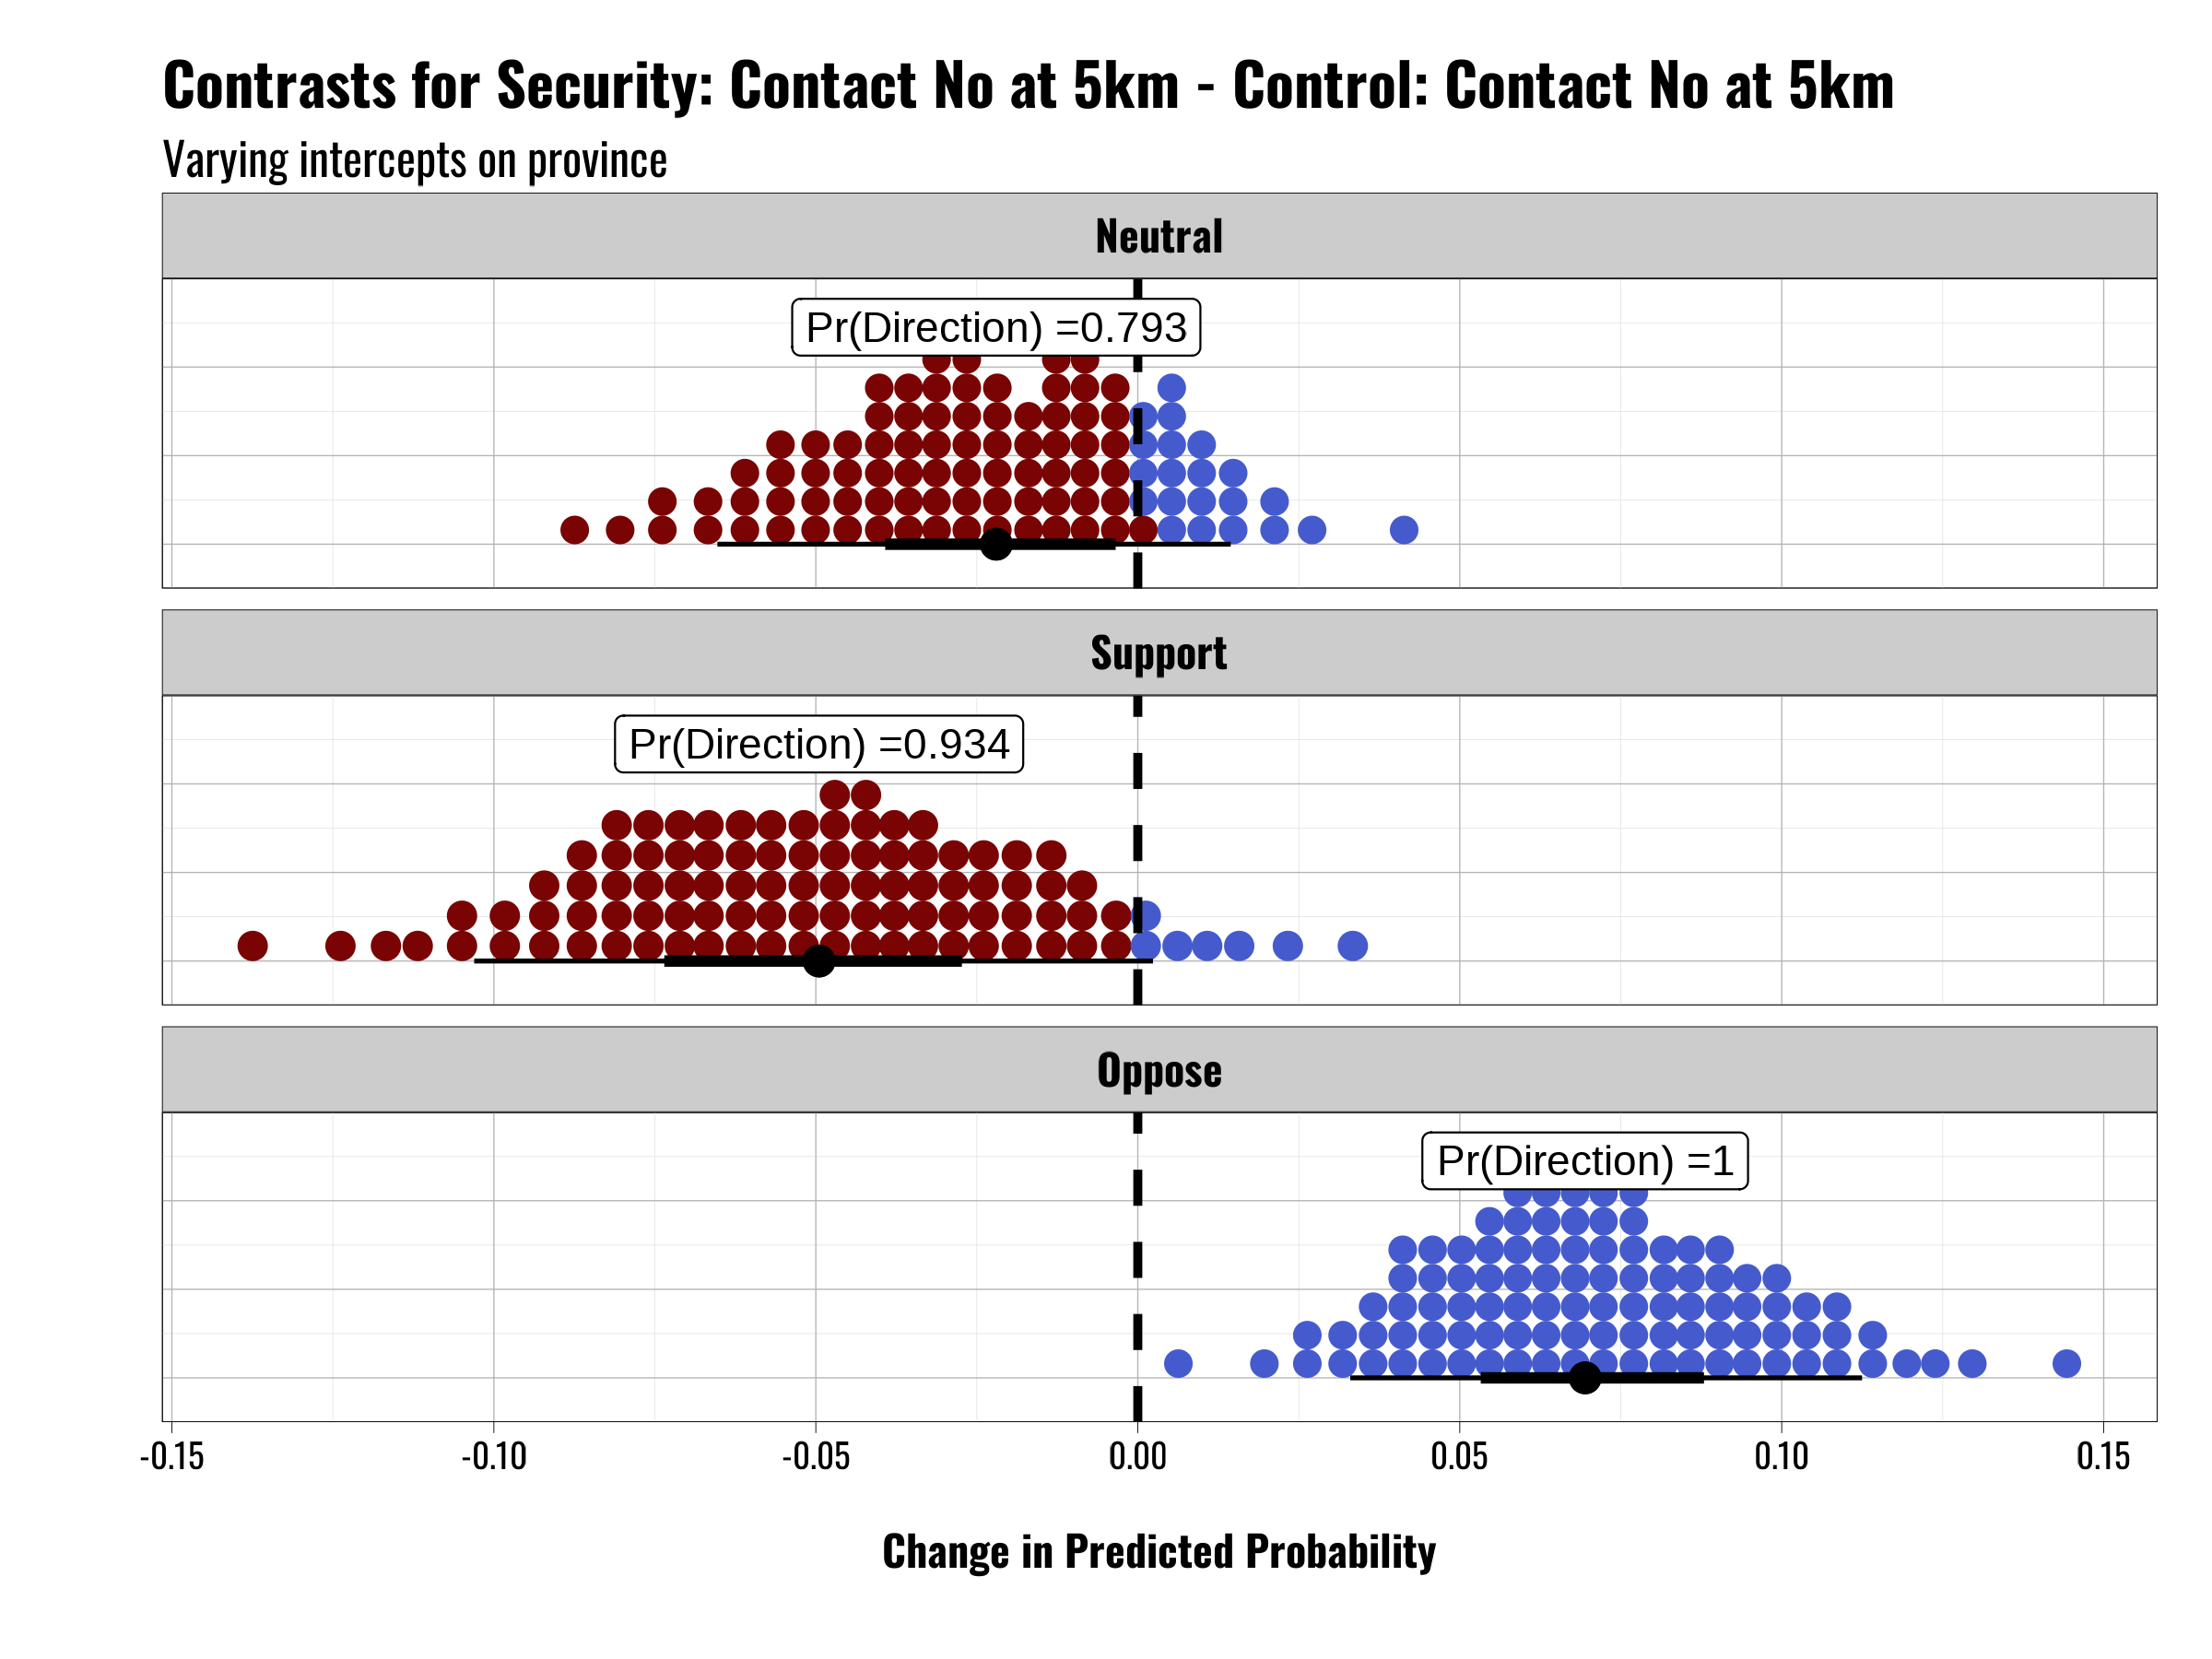 Contrasts for Security: Contact No at 5km - Control: Contact No at 5km
Varying intercepts on province
Neutral
Pr(Direction) =0.793
Support
Pr(Direction) =0.934
Oppose
Pr(Direction) =1
-0.15 -0.10 -0.05 0.00 0.05 0.10 0.15
Change in Predicted Probability